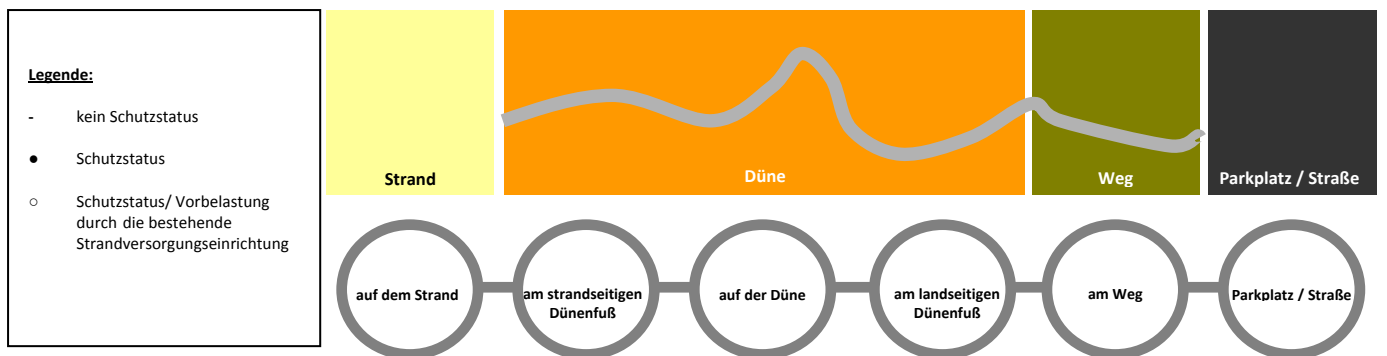 Legende:
- kein Schutzstatus
● Schutzstatus
○ Schutzstatus/ Vorbelastung
durch die bestehende
Strandversorgungseinrichtung
Strand
Düne
Weg
Parkplatz / Straße
auf dem Strand
am strandseitigen
Dünenfuß
auf der Düne
am landseitigen
Dünenfuß
am Weg
Parkplatz / Straße